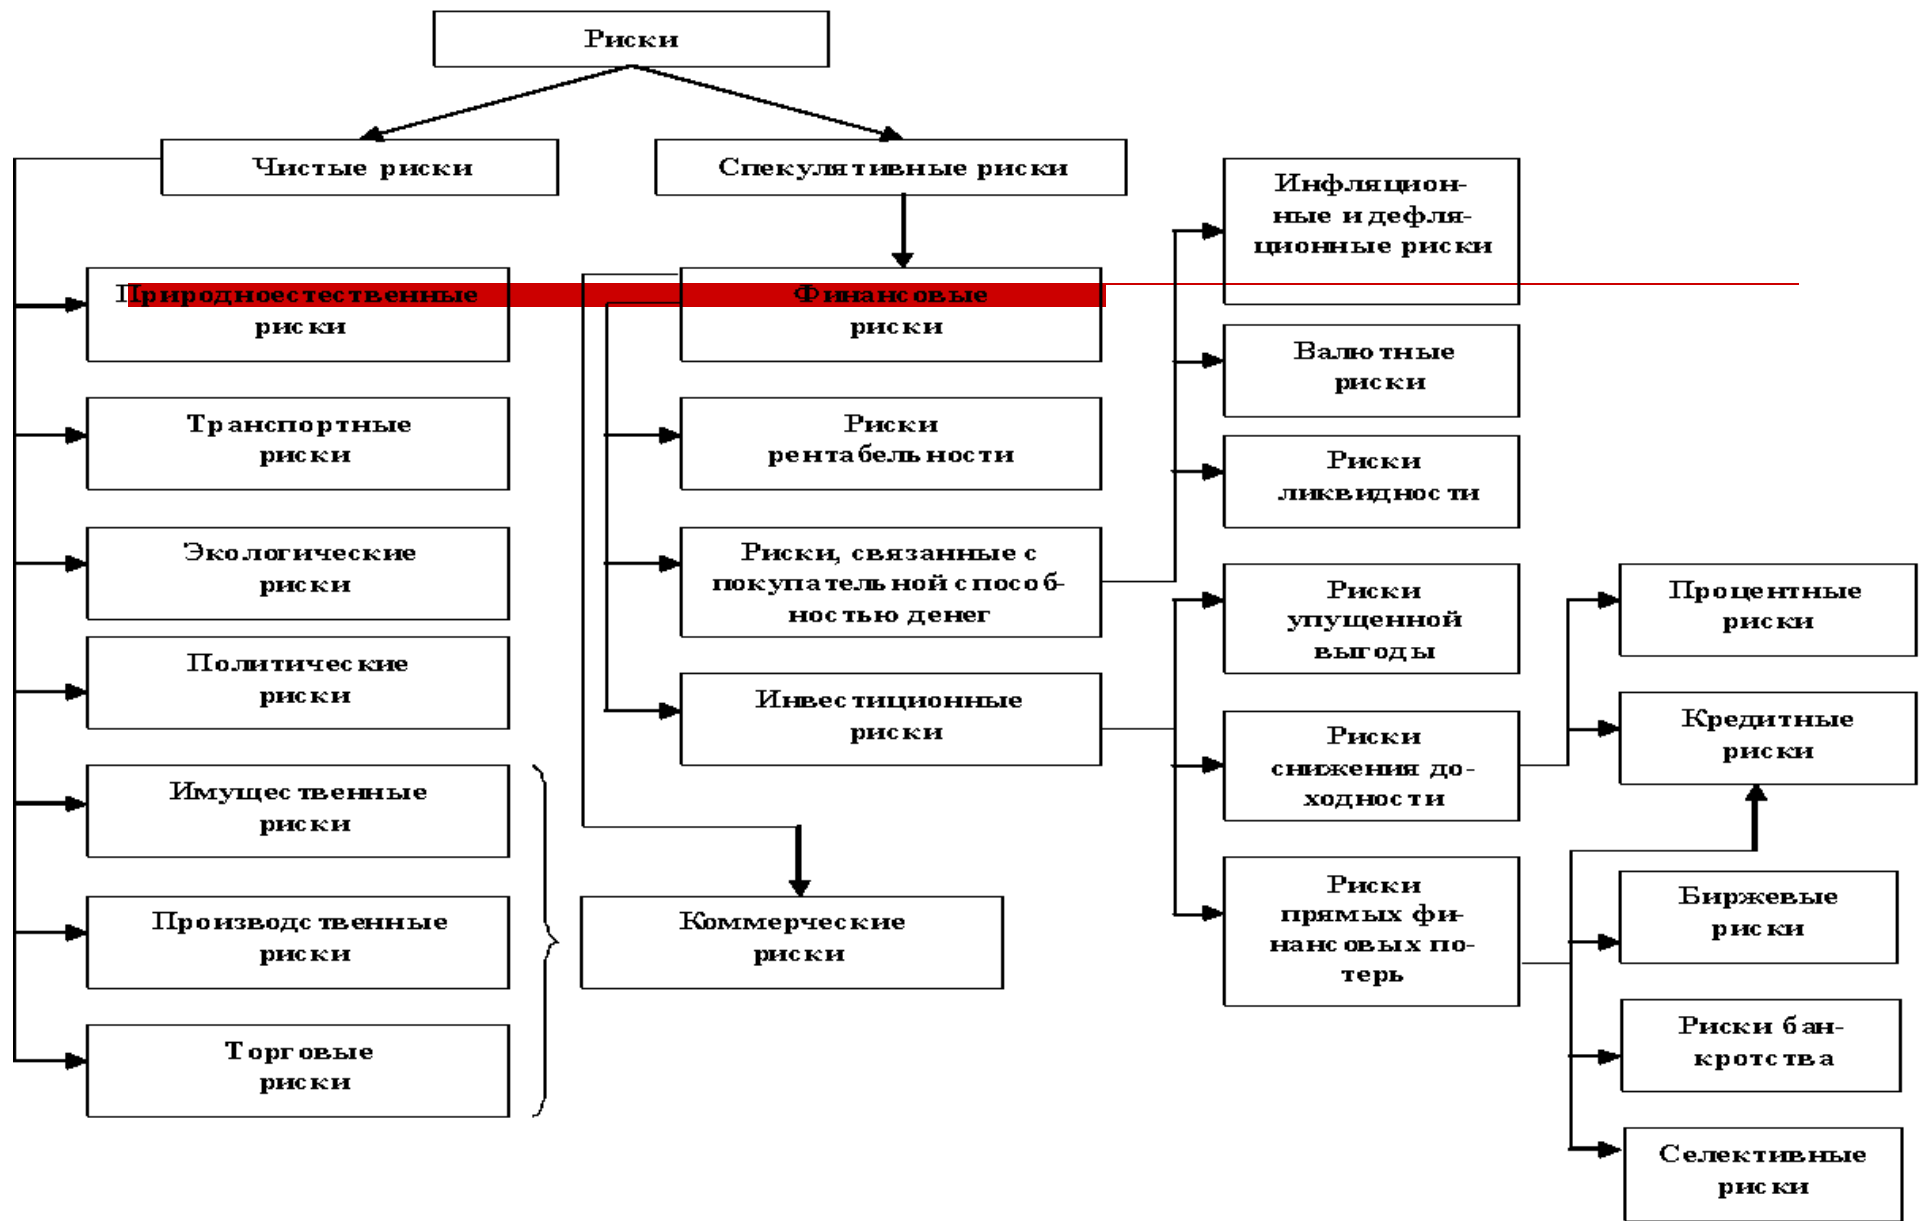 Риски
Чистые риски
Спекулятивные риски
Природноестественные
риски
Транспортные
риски
Экологические
риски
Политические
риски
Имущественные
риски
Производственные
риски
Торговые
риски
Финансовые
риски
Риски
рентабельности
Риски, связанные с
покупательной способ-
ностью денег
Инвестиционные
риски
Коммерческие
риски
Инфляцион-
ные и дефля-
ционные риски
Валютные
риски
Риски
ликвидности
Риски
упущенной
выгоды
Риски
снижения до-
ходности
Риски
прямых фи-
нансовых по-
терь
Процентные
риски
Кредитные
риски
Биржевые
риски
Риски бан-
кротства
Селективные
риски